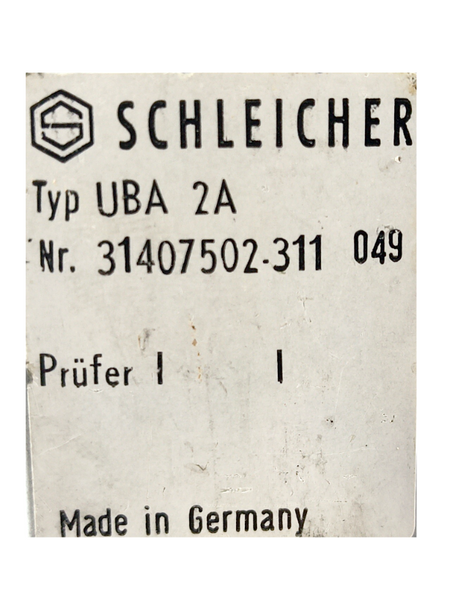 SCHLEICHER
Typ UBA 2A
Nr. 31407502-311 049
Prüfer I I
Made in Germany